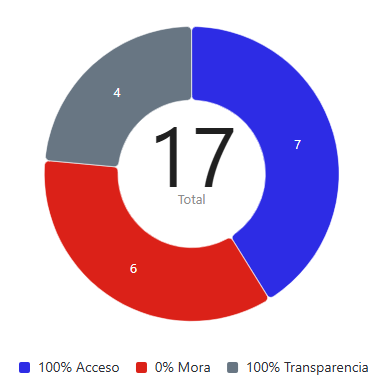 4
7
17
Total
6
100% Acceso
0% Mora
100% Transparencia